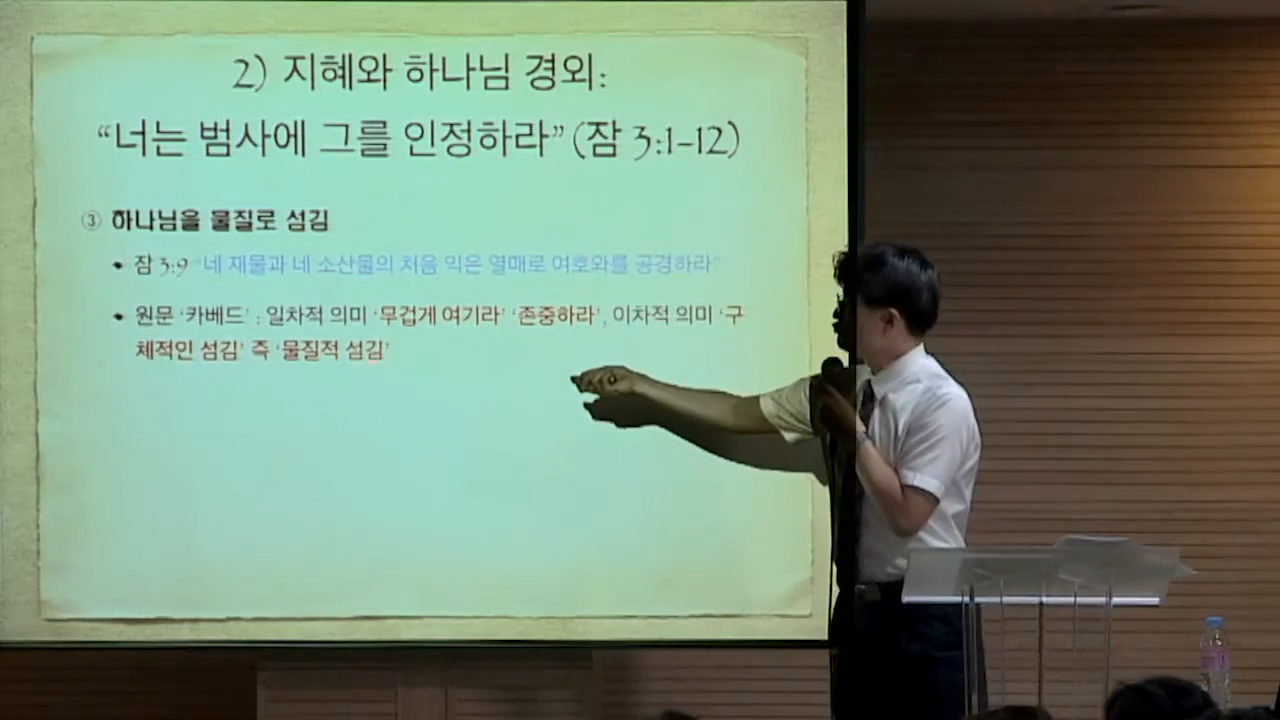 2) 지혜와 하나님 경외:
“너는 범사에 그를 인정하라” (잠 3:1-12)
③ 하나님을 물질로 섬김
잠 3:9 “네 재물과 네 소산물의 처음 익은 열매로 여호와를 공경하라”
원문 ‘카베드’ : 일차적 의미 ‘무겁게 여기라’ ‘존중하라’, 이차적 의미 ‘구
체적인 섬김’ 즉 ‘물질적 섬김’